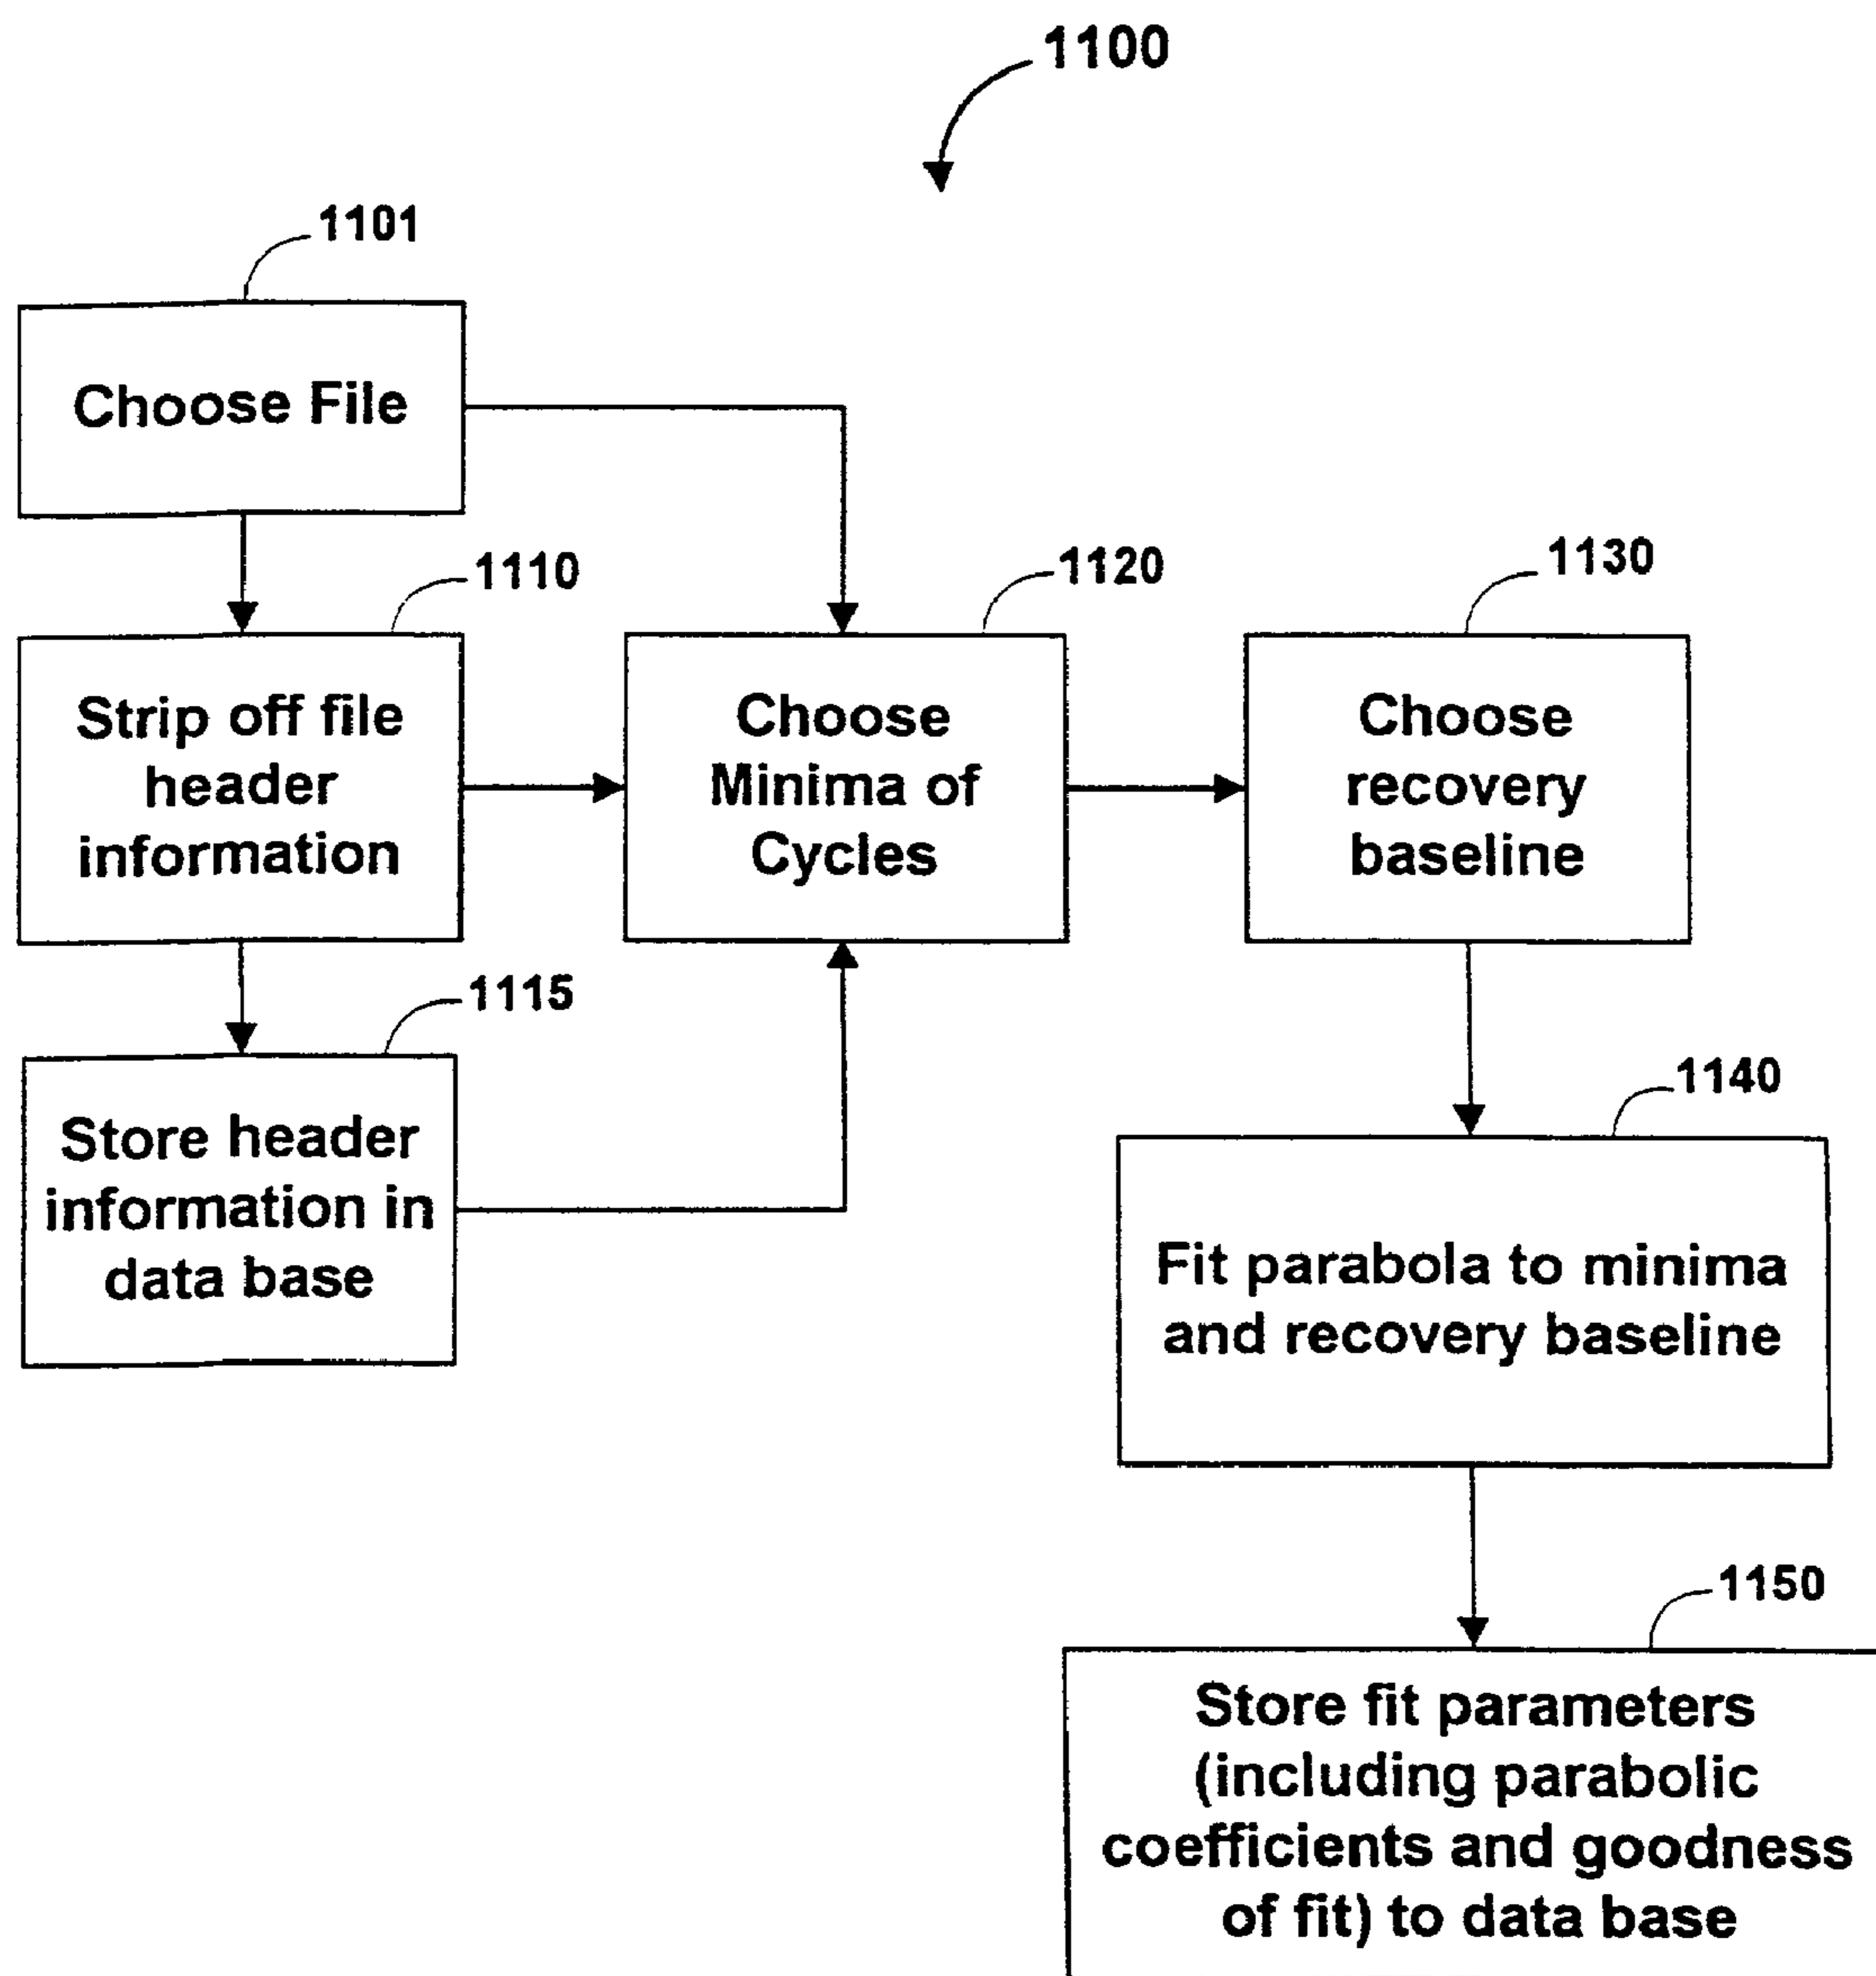 1100
1101
Choose File
1110
Strip off file
header
information
1120
Choose
Minima of
Cycles
1130
Choose
recovery
baseline
1115
Store header
information in
data base
1140
Fit parabola to minima
and recovery baseline
1150
Store fit parameters
(including parabolic
coefficients and goodness
of fit) to data base